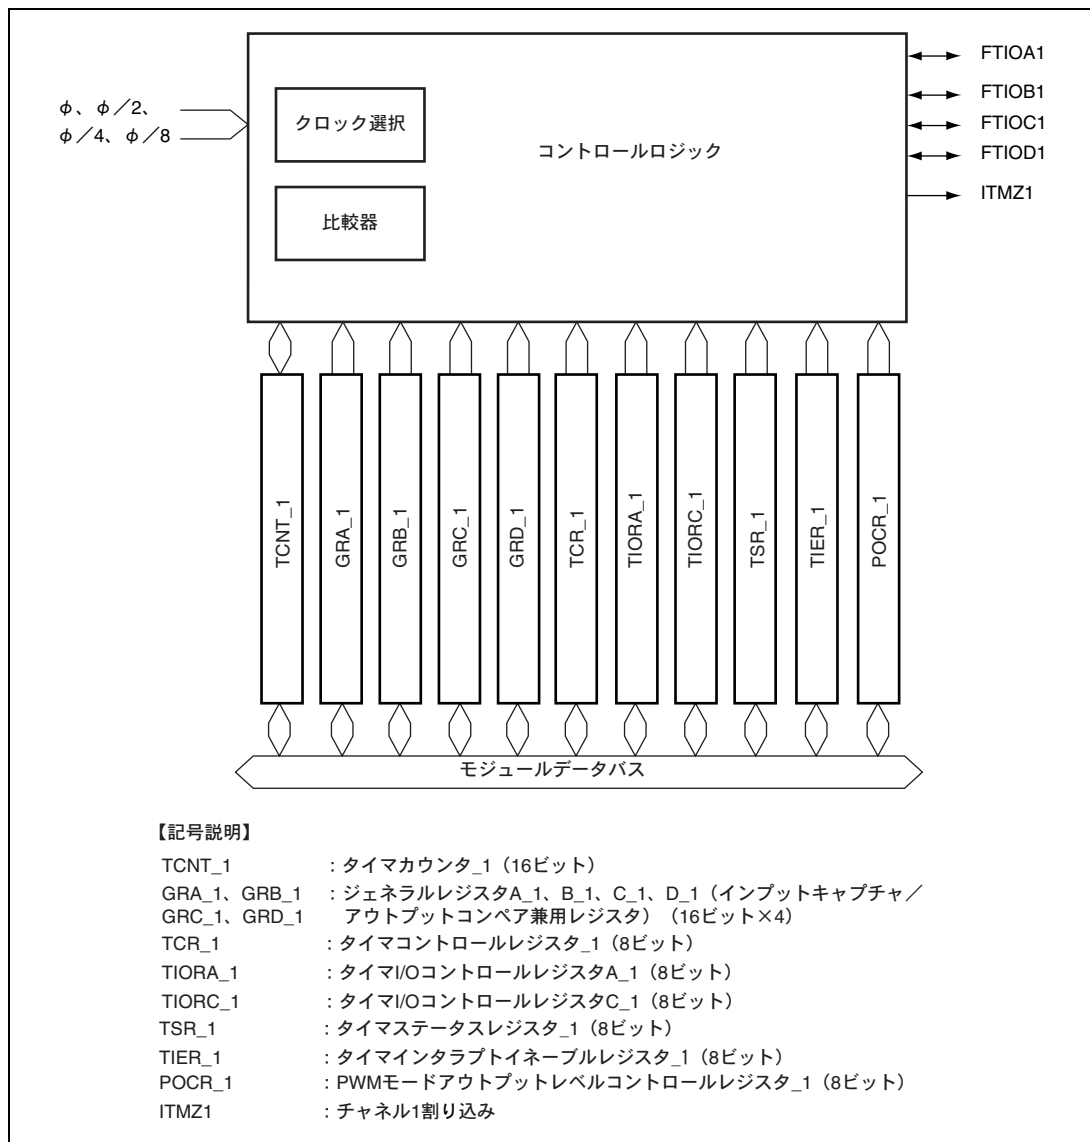 φ、φ／2、
φ／4、φ／8
クロック選択
比較器
コントロールロジック
FTIOA1
FTIOB1
FTIOC1
FTIOD1
ITMZ1
TCNT_1
GRA_1
GRB_1
GRC_1
GRD_1
TCR_1
TIORA_1
TIORC_1
TSR_1
TIER_1
POCR_1
モジュールデータバス
【記号説明】
TCNT_1 ：タイマカウンタ_1（16ビット）
GRA_1、GRB_1 ：ジェネラルレジスタA_1、B_1、C_1、D_1（インプットキャプチャ／
GRC_1、GRD_1 アウトプットコンペア兼用レジスタ）（16ビット×4）
TCR_1 ：タイマコントロールレジスタ_1（8ビット）
TIORA_1 ：タイマI/OコントロールレジスタA_1（8ビット）
TIORC_1 ：タイマI/OコントロールレジスタC_1（8ビット）
TSR_1 ：タイマステータスレジスタ_1（8ビット）
TIER_1 ：タイマインタラプトイネーブルレジスタ_1（8ビット）
POCR_1 ：PWMモードアウトプットレベルコントロールレジスタ_1（8ビット）
ITMZ1 ：チャネル1割り込み